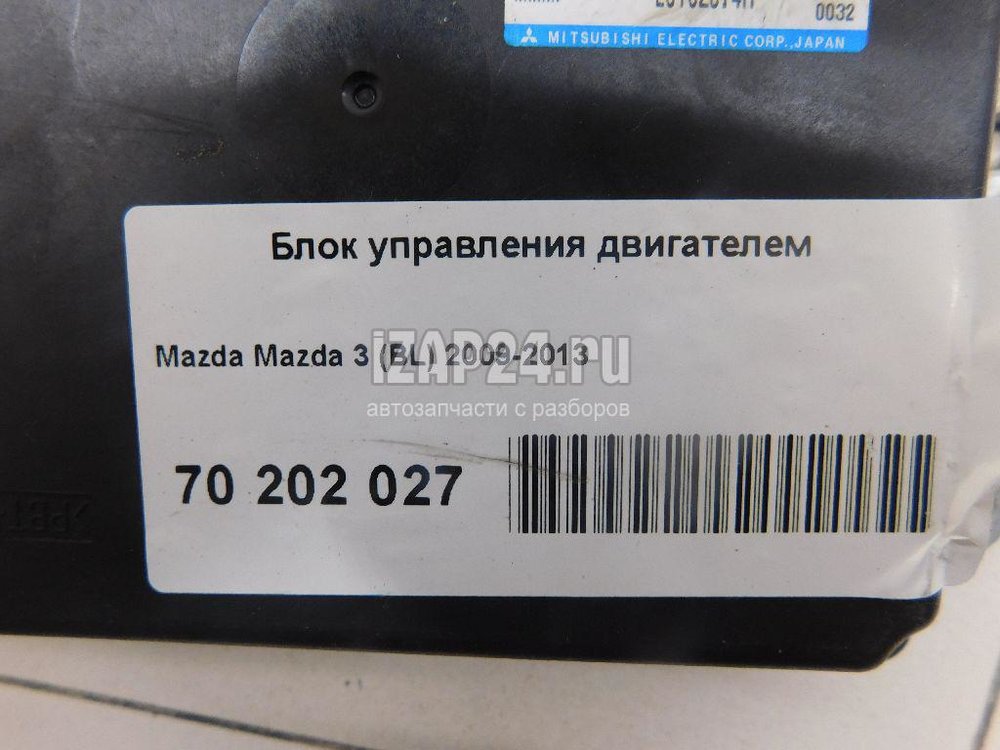 0032
MITSUBISHI ELECTRIC CORP., JAPAN
Блок управления двигателем
Mazda Mazda 3 (BL) 2009-2013
iZAP24.ru
автозапчасти с разборов
70 202 027